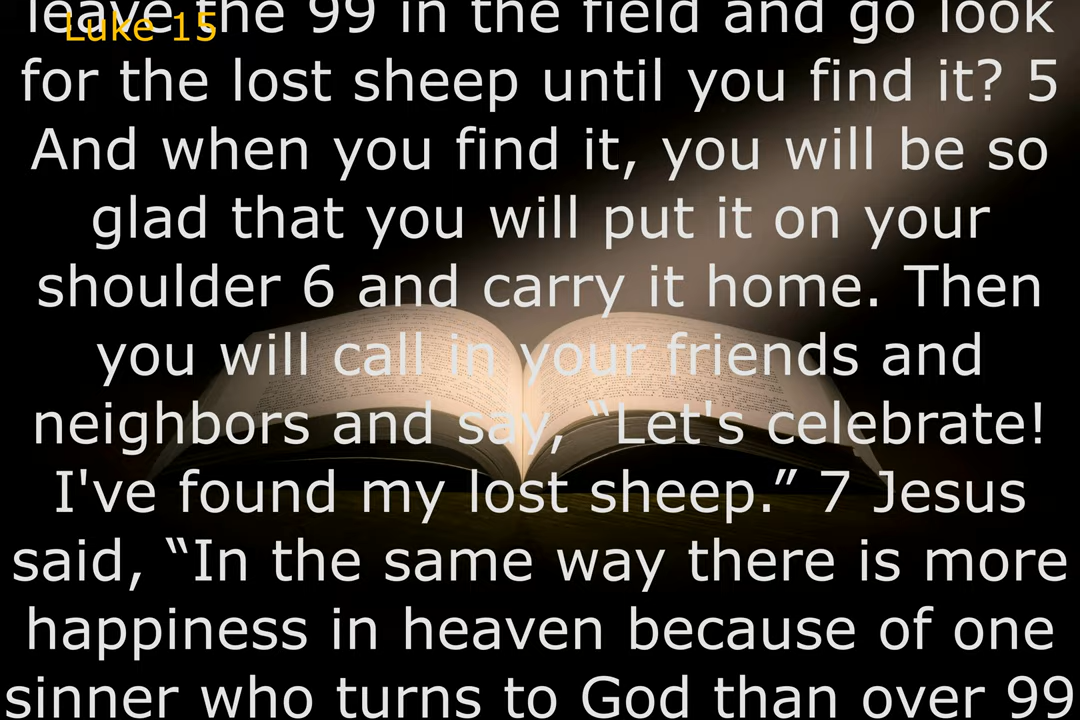 leave the 99 in the field and go look
Luke 15
for the lost sheep until you find it? 5
And when you find it, you will be so
glad that you will put it on your
shoulder 6 and carry it home. Then
you will call in your friends and
neighbors and say, “Let's celebrate!
I've found my lost sheep.” 7 Jesus
said, “In the same way there is more
happiness in heaven because of one
sinner who turns to God than over 99